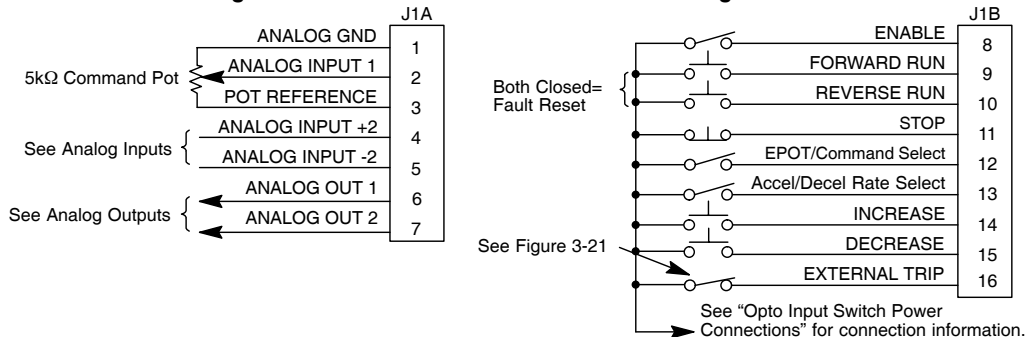 J1A
ANALOG GND
1
5kΩ Command Pot
ANALOG INPUT 1
2
POT REFERENCE
3
ANALOG INPUT +2
4
See Analog Inputs
ANALOG INPUT -2
5
ANALOG OUT 1
6
See Analog Outputs
ANALOG OUT 2
7
J1B
ENABLE
8
FORWARD RUN
9
Both Closed=
Fault Reset
REVERSE RUN
10
STOP
11
EPOT/Command Select
12
Accel/Decel Rate Select
13
INCREASE
14
See Figure 3-21
DECREASE
15
EXTERNAL TRIP
16
See “Opto Input Switch Power
Connections” for connection information.